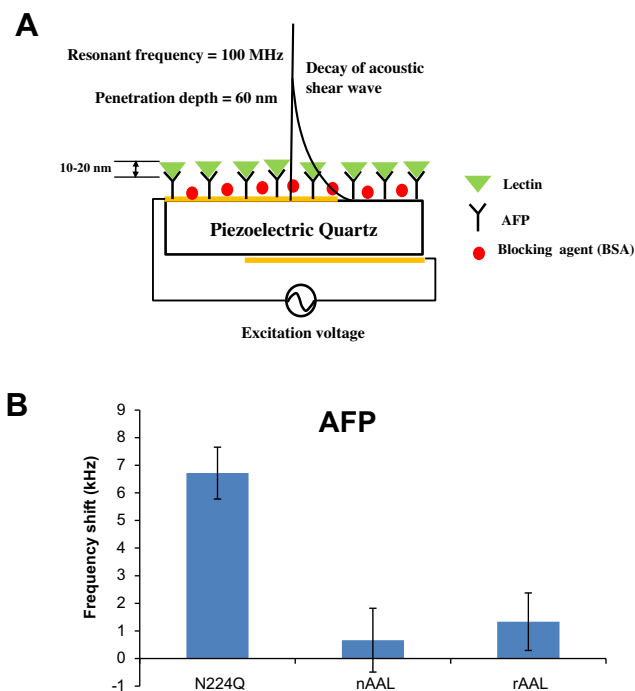 A
Resonant frequency = 100 MHz
Decay of acoustic
shear wave
Penetration depth = 60 nm
10-20 nm
Lectin
AFP
Piezoelectric Quartz
Blocking agent (BSA)
Excitation voltage
B
AFP
Frequency shift (kHz)
9
8
7
6
5
4
3
2
1
0
-1
N224Q nAAL rAAL